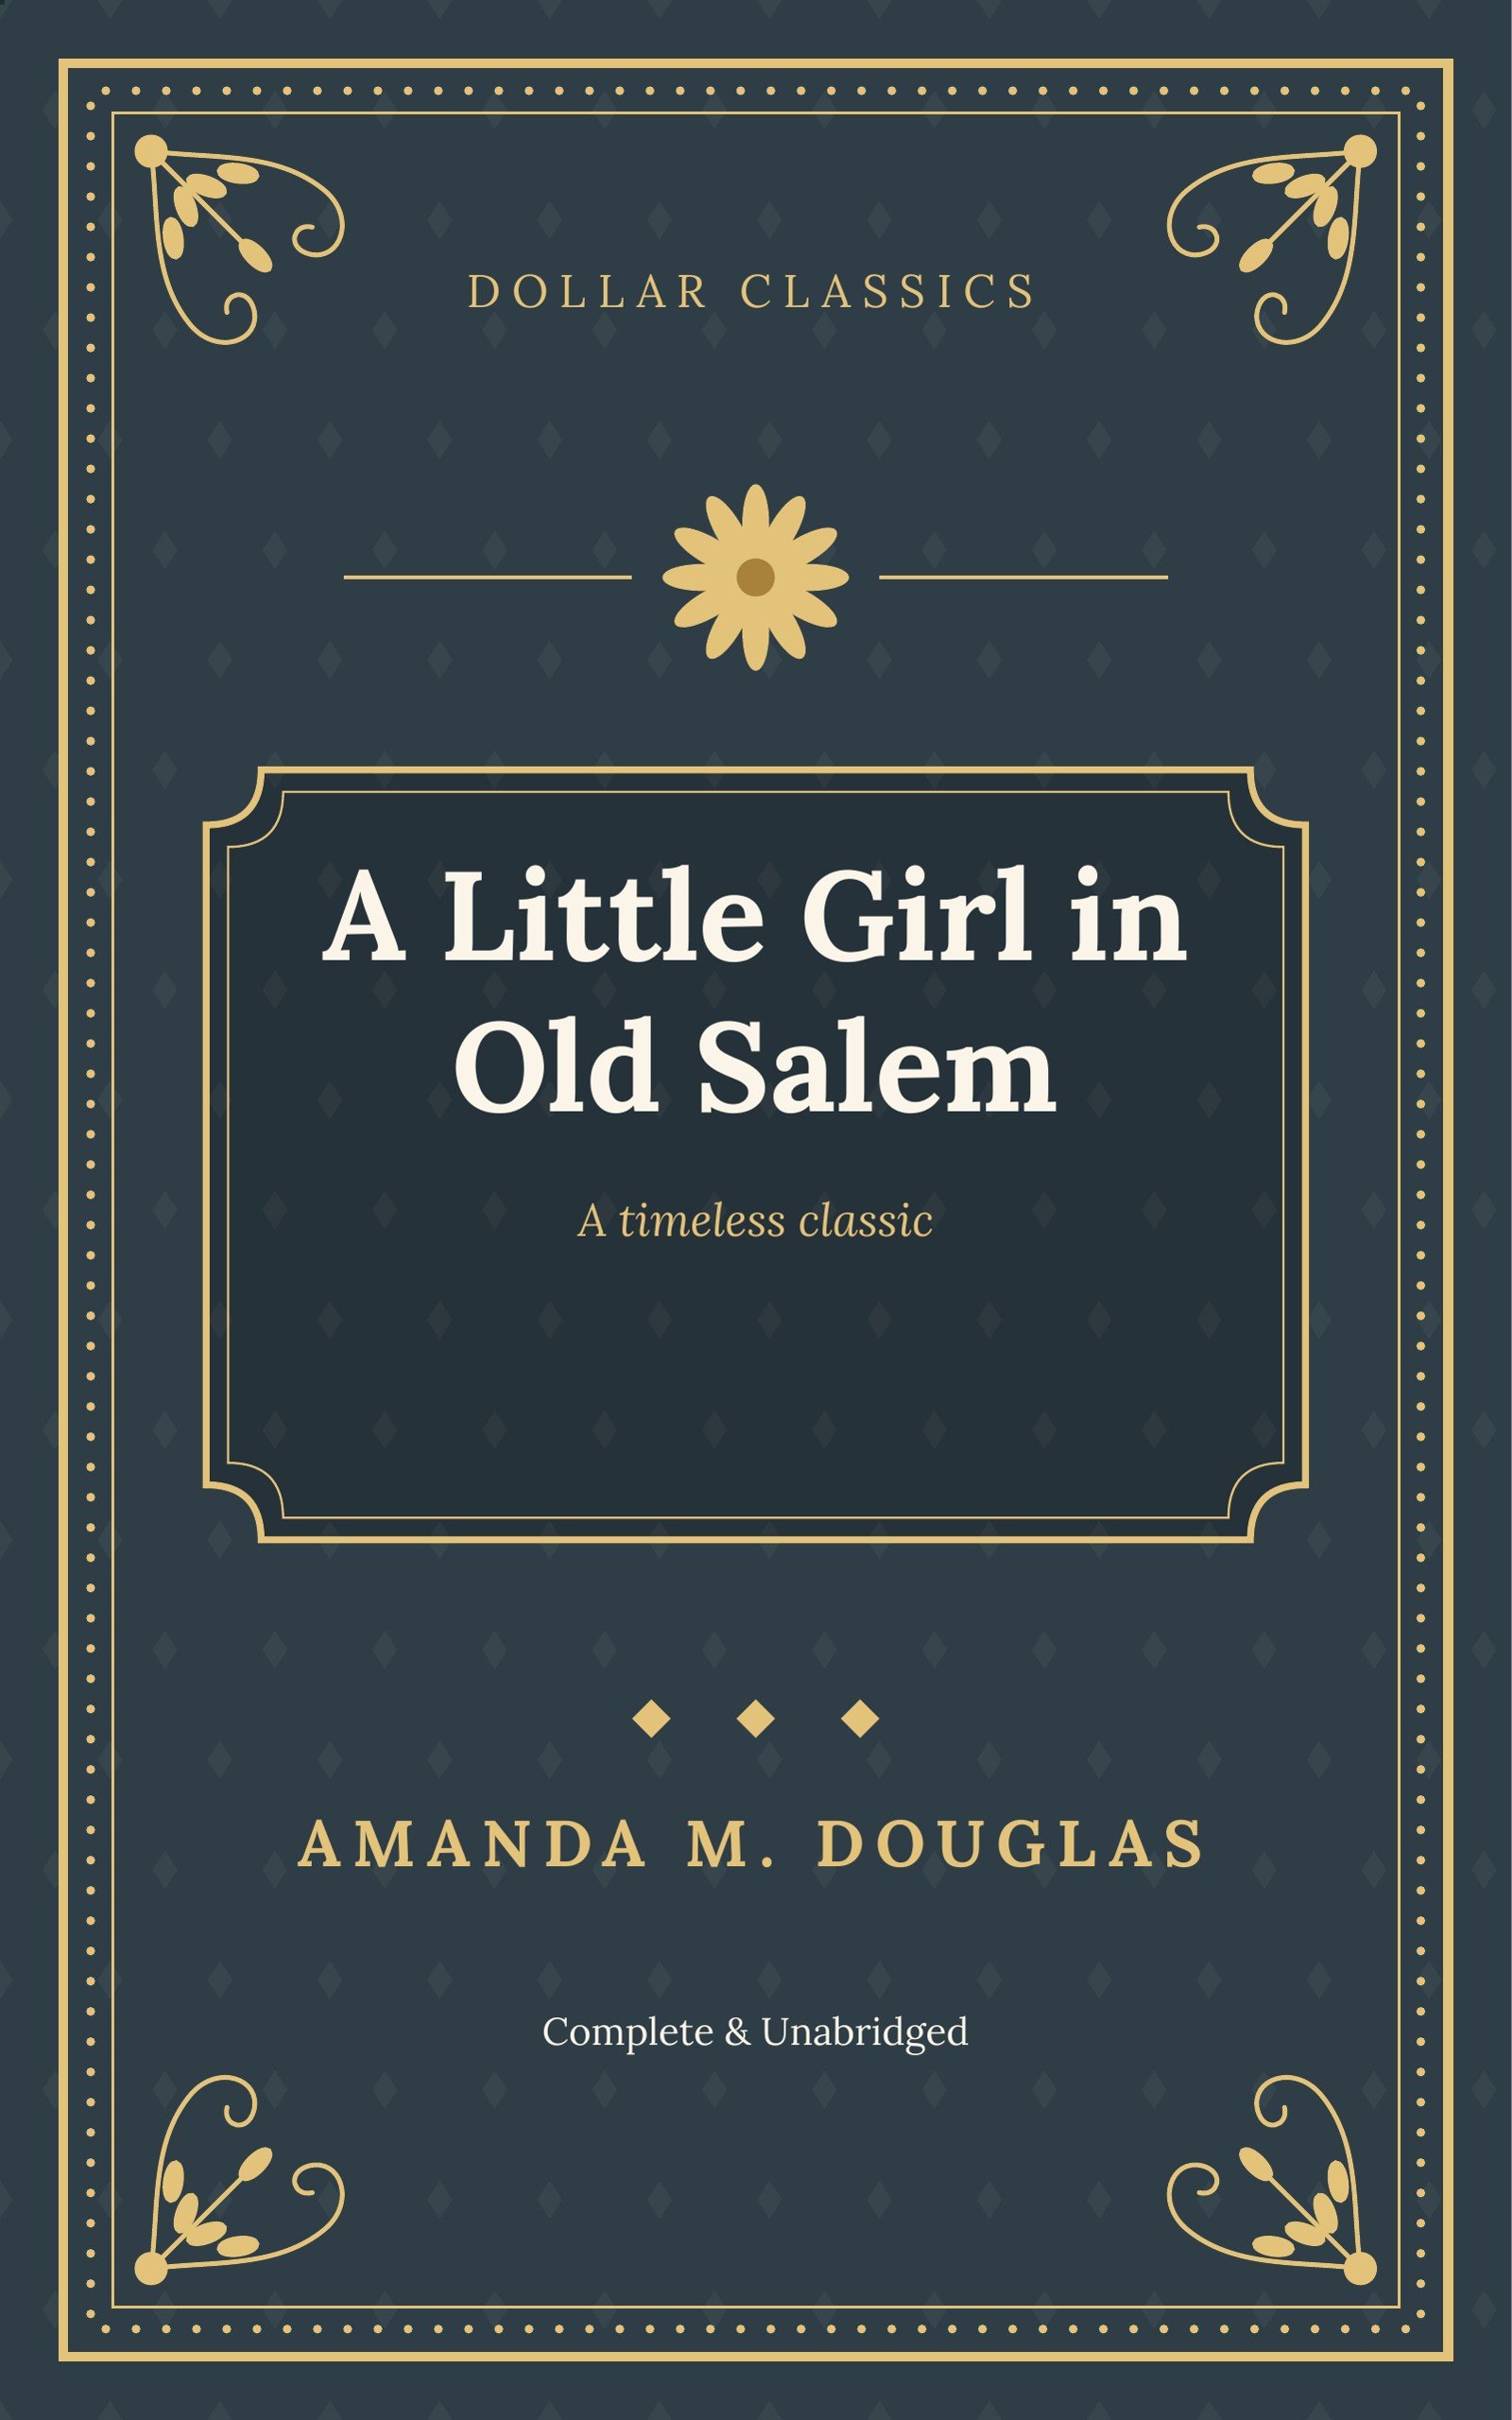 DOLLAR CLASSICS
A Little Girl in
Old Salem
A timeless classic
AMANDA M. DOUGLAS
Complete & Unabridged